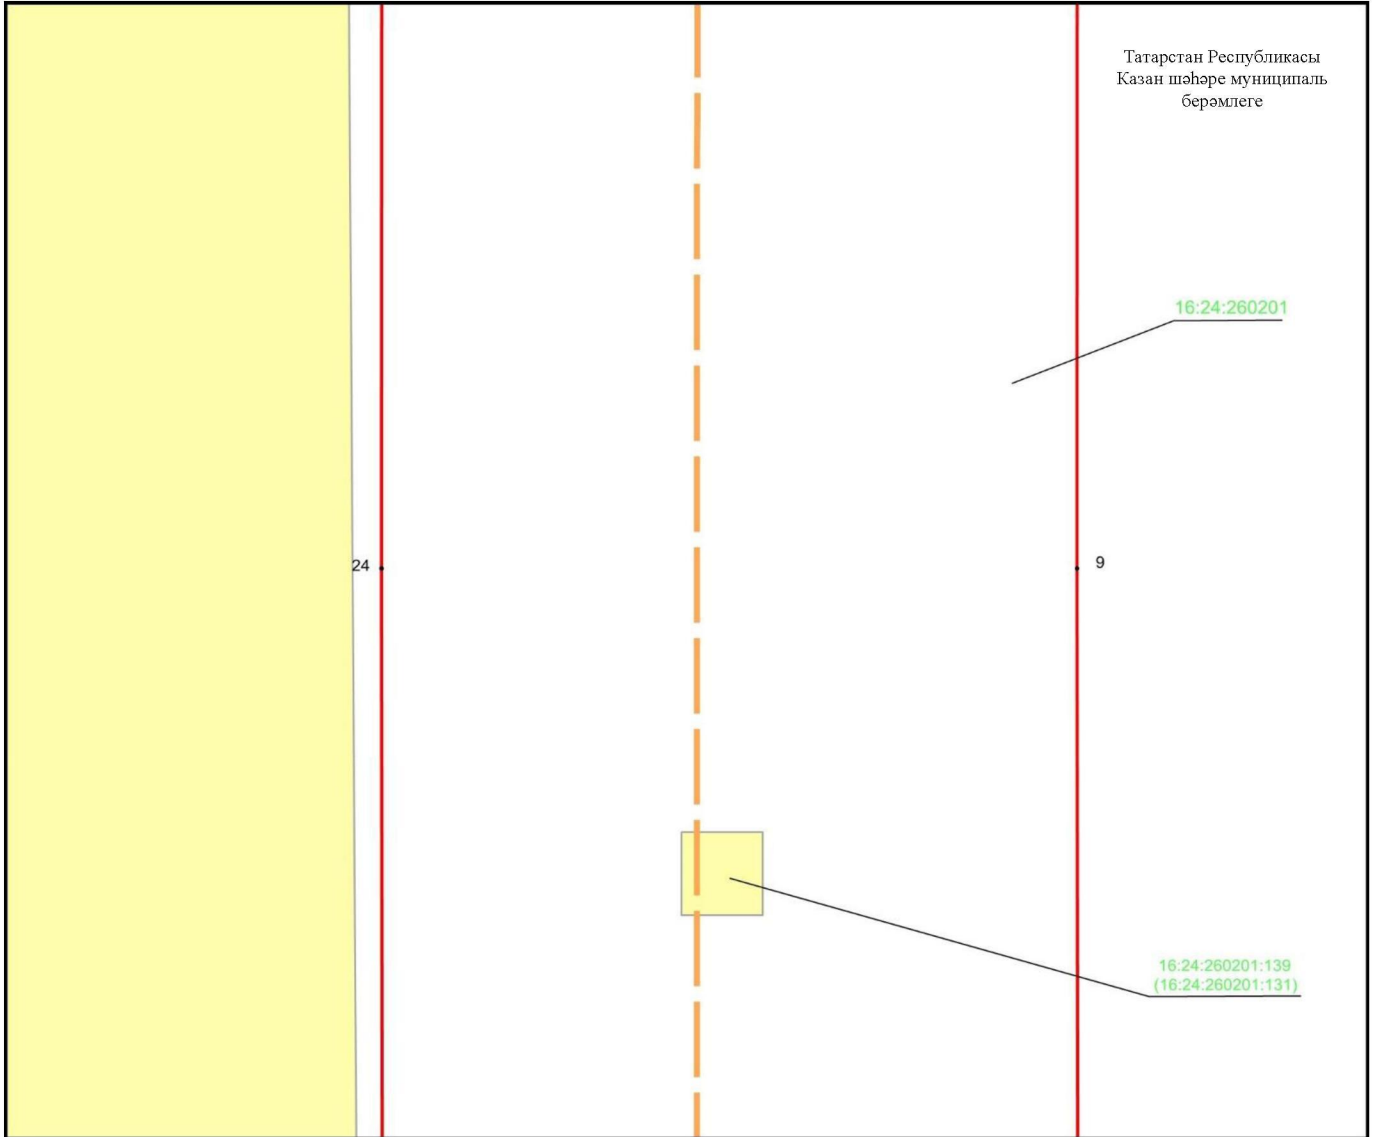 Татарстан Республикасы
Казан шәһәре муниципаль
берәмлеге
16:24:260201
24
9
16:24:260201:139
(16:24:260201:131)